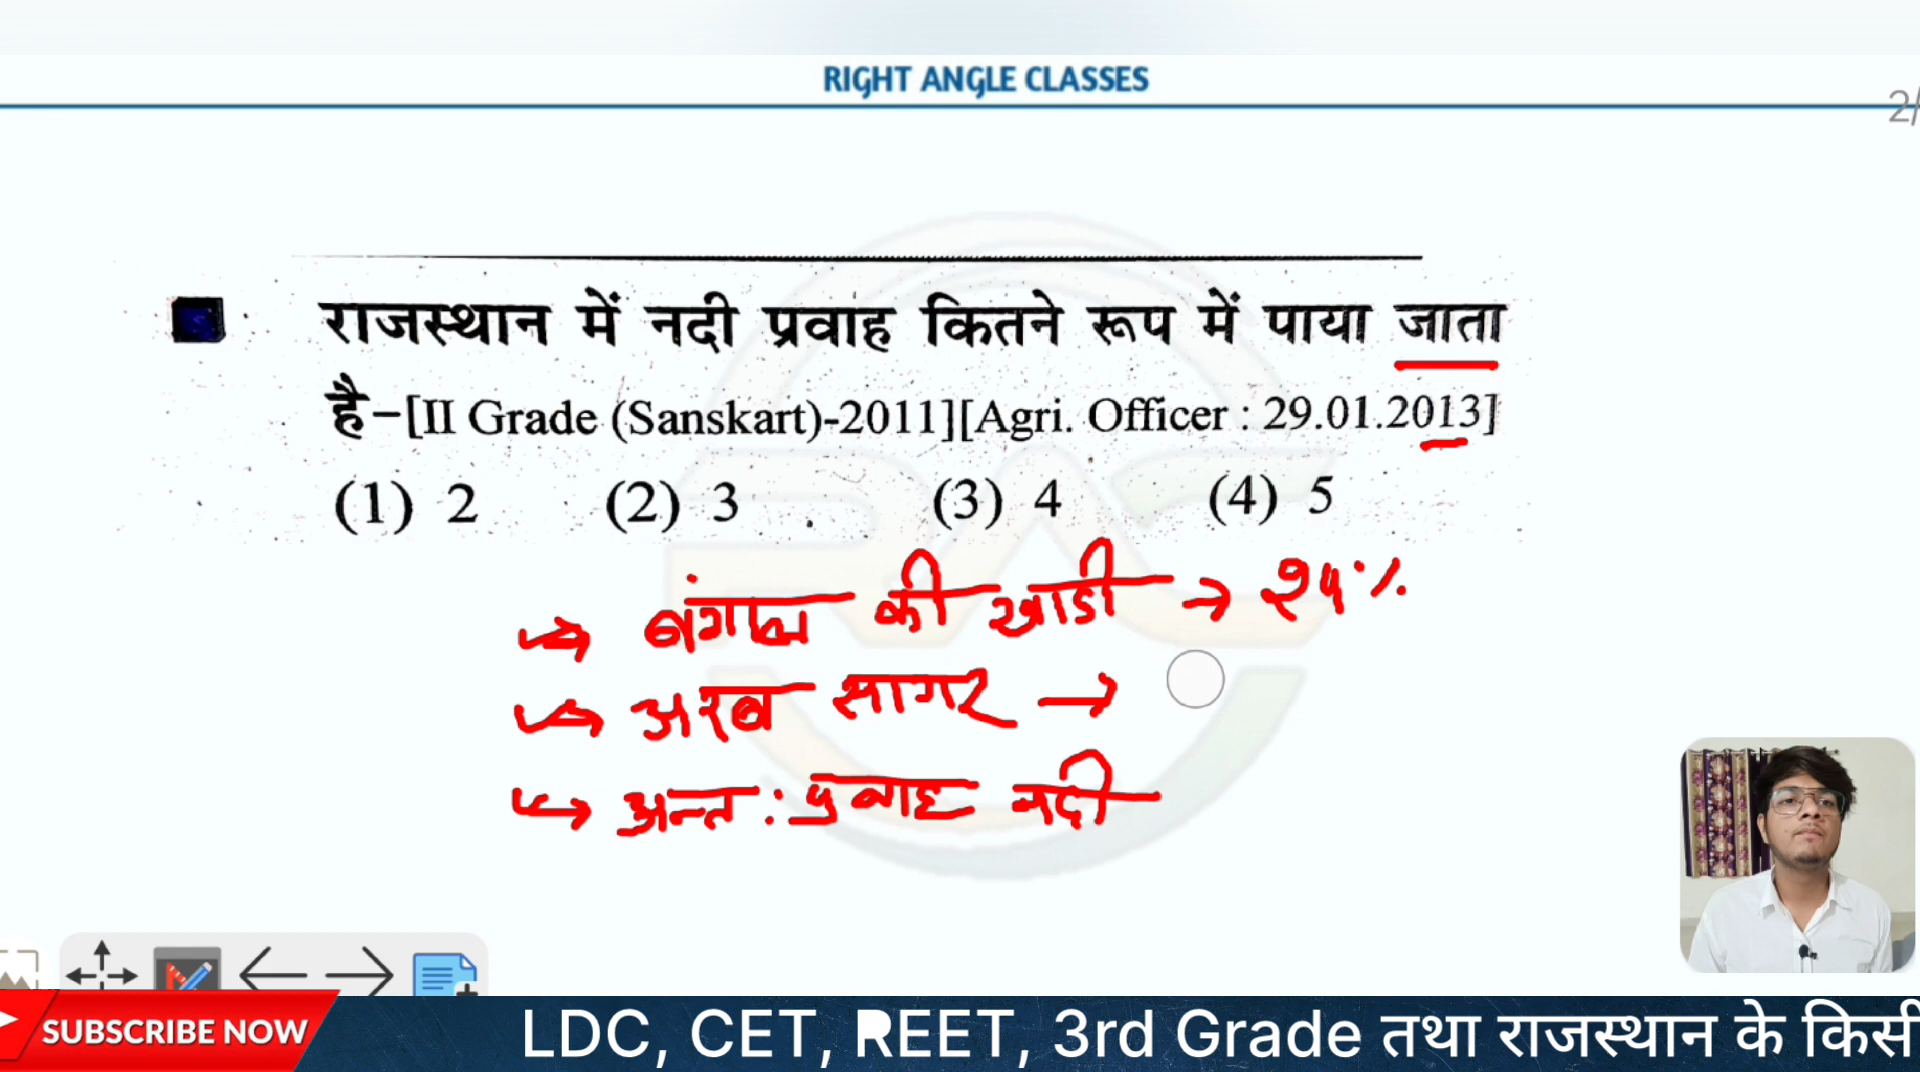 RIGHT ANGLE CLASSES
2/
राजस्थान में नदी प्रवाह कितने रूप में पाया जाता
है-[II Grade (Sanskart)-2011][Agri. Officer : 29.01.2013]
(1) 2 (2) 3 (3) 4 (4) 5
बंगाल की खाडी → 24%
अरब सागर →
अन्त: प्रवाह नदी
SUBSCRIBE NOW
LDC, CET, REET, 3rd Grade तथा राजस्थान के किसी